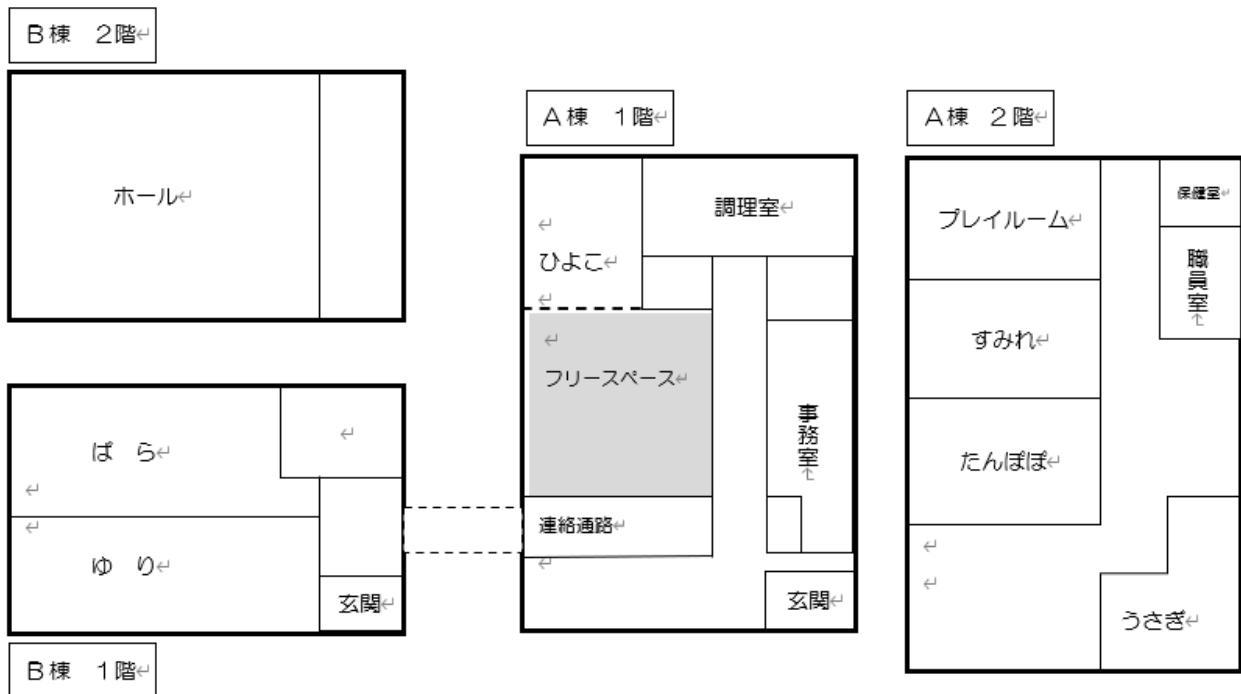 B棟 2階
ホール
A棟 1階
ひよこ
調理室
フリースペース
事務室
連絡通路
玄関
A棟 2階
プレイルーム
保健室
職員室
すみれ
たんぽぽ
うさぎ
ば ら
ゆ り
玄関
B棟 1階